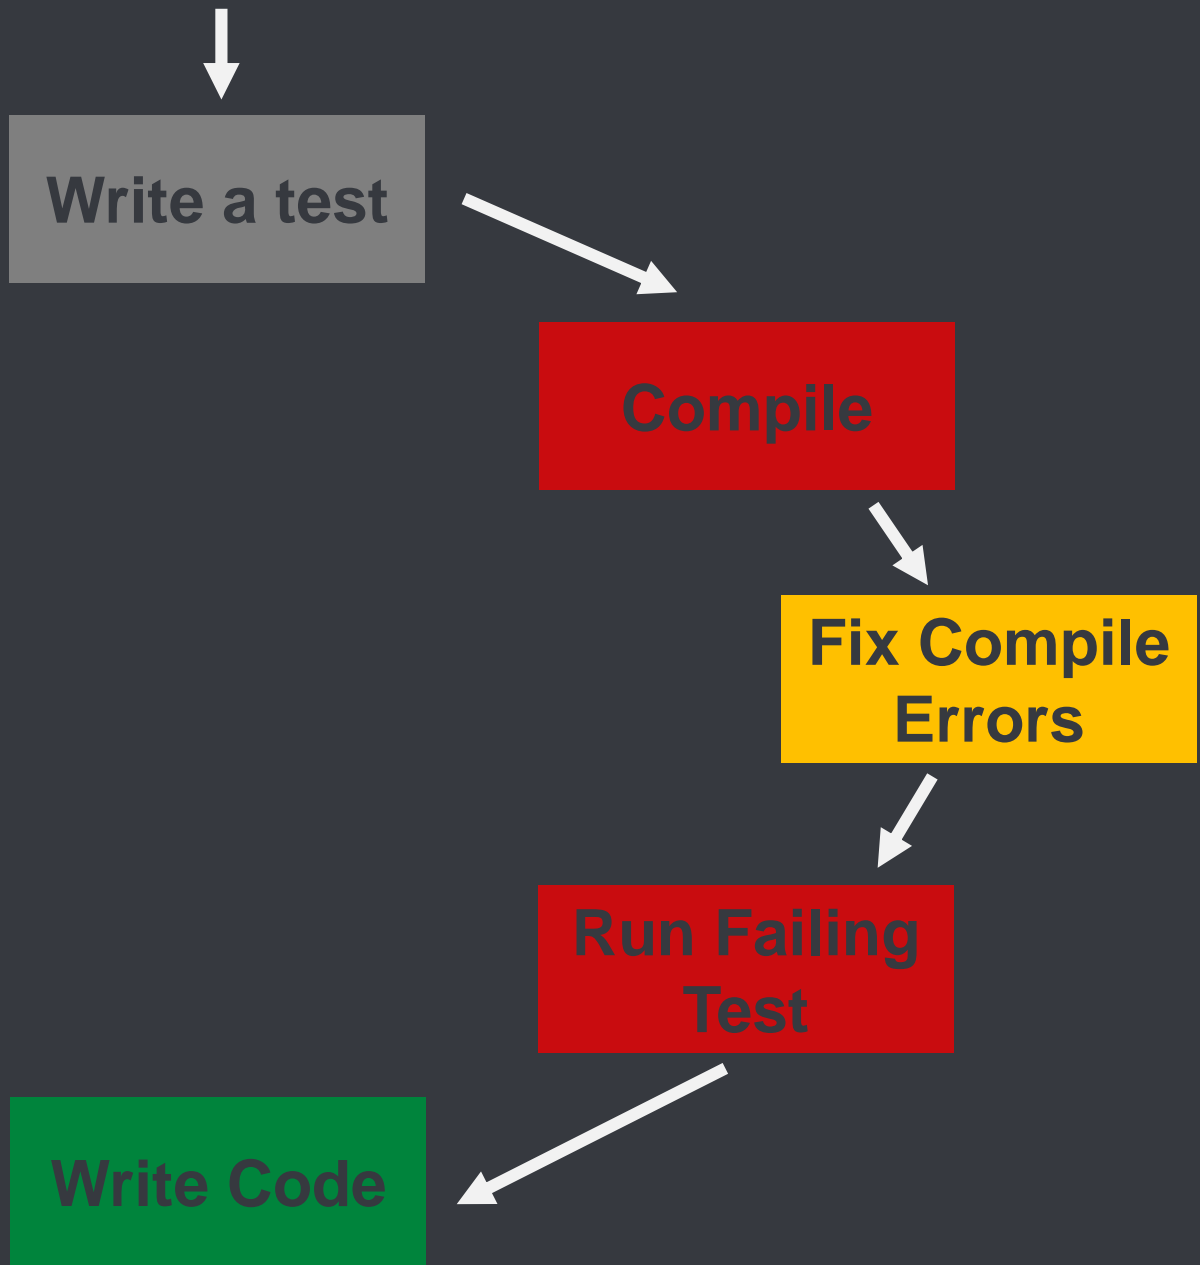 Write a test
Compile
Fix Compile
Errors
Run Failing
Test
Write Code